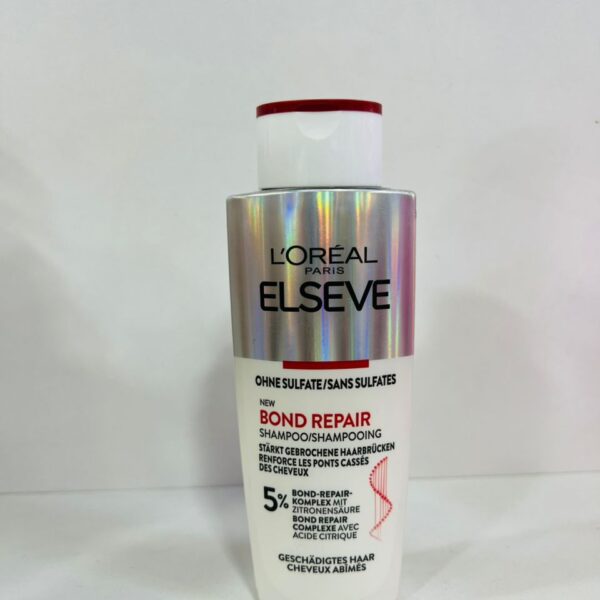 L'ORÉAL
PARIS
ELSEVE
OHNE SULFATE/SANS SULFATES
NEW
BOND REPAIR
SHAMPOO/SHAMPOOING
STÄRKT GEBROCHENE HAARBRÜCKEN
RENFORCE LES PONTS CASSÉS
DES CHEVEUX
5% BOND-REPAIR-
KOMPLEX MIT
ZITRONENSÄURE
BOND REPAIR
COMPLEXE AVEC
ACIDE CITRIQUE
GESCHÄDIGTES HAAR
CHEVEUX ABÎMÉS